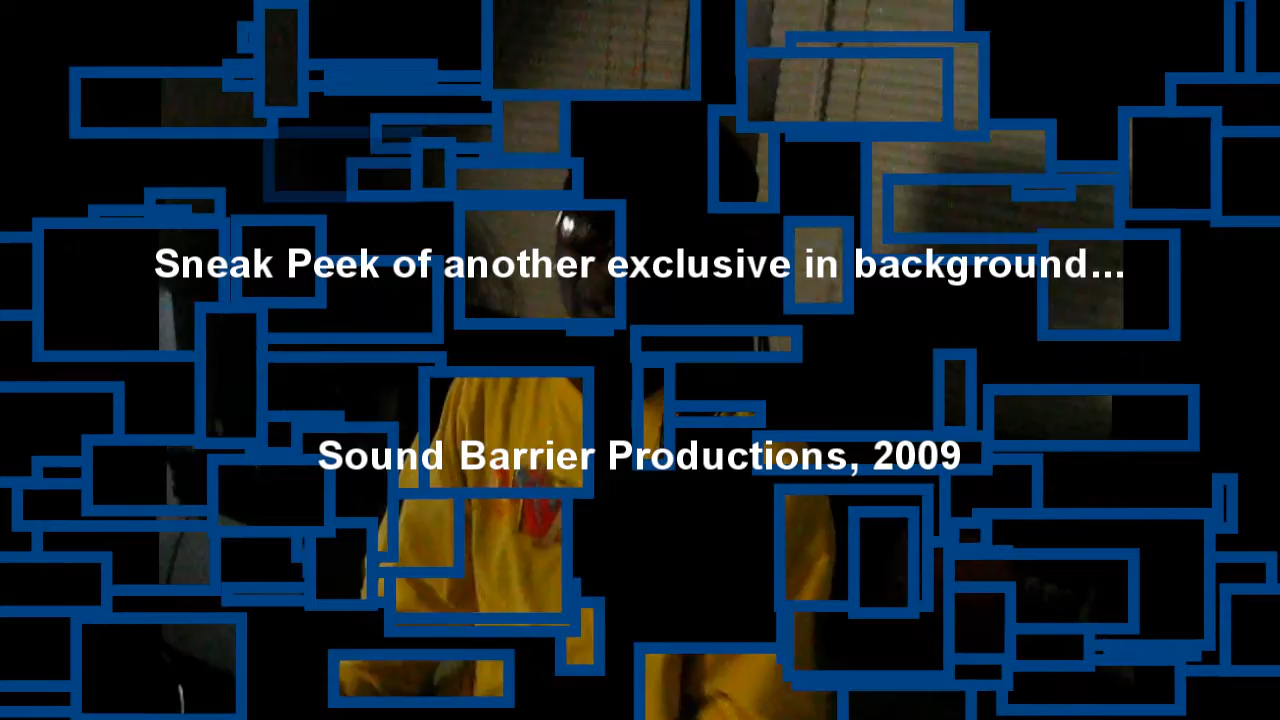 Sneak Peek of another exclusive in background...
Sound Barrier Productions, 2009